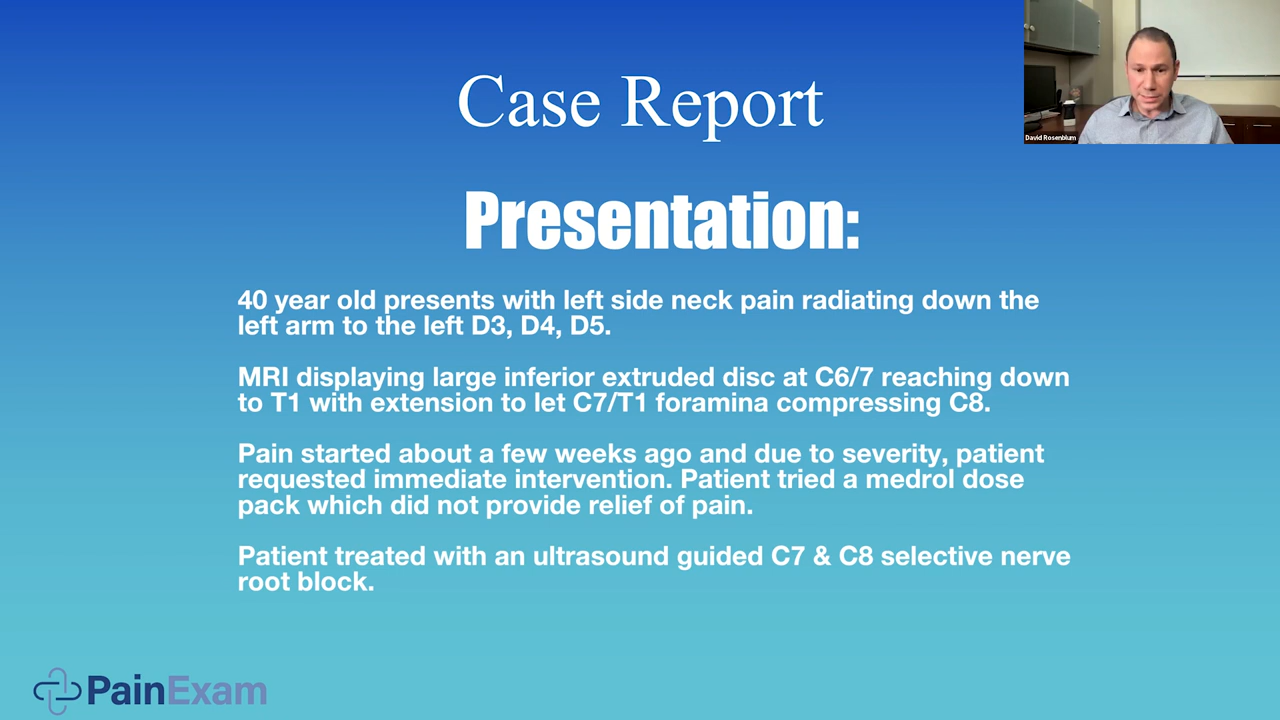 Case Report
David Rosenblum
Presentation:
40 year old presents with left side neck pain radiating down the
left arm to the left D3, D4, D5.
MRI displaying large inferior extruded disc at C6/7 reaching down
to T1 with extension to let C7/T1 foramina compressing C8.
Pain started about a few weeks ago and due to severity, patient
requested immediate intervention. Patient tried a medrol dose
pack which did not provide relief of pain.
Patient treated with an ultrasound guided C7 & C8 selective nerve
root block.
PainExam